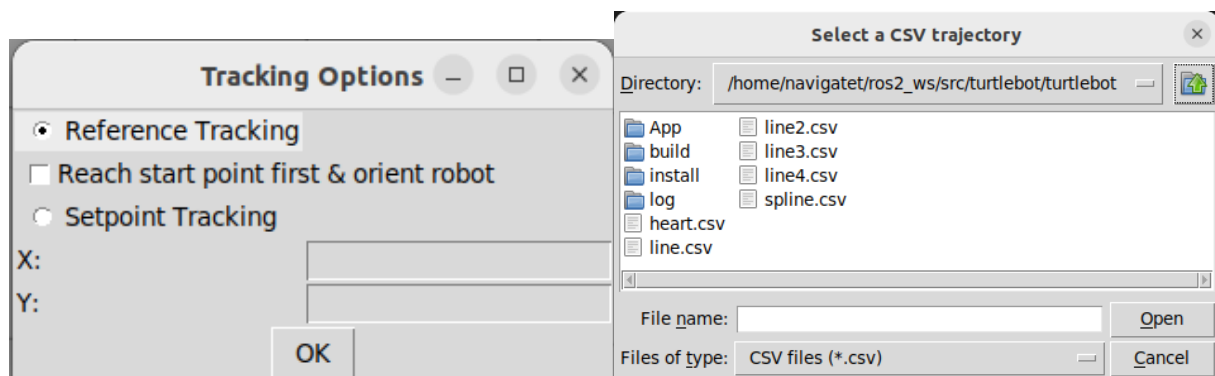 Tracking Options
Reference Tracking
Reach start point first & orient robot
Setpoint Tracking
X:
Y:
OK
Select a CSV trajectory
Directory: /home/navigatet/ros2_ws/src/turtlebot/turtlebot
App line2.csv
build line3.csv
install line4.csv
log spline.csv
heart.csv
line.csv
File name: Open
Files of type: CSV files (*.csv) Cancel